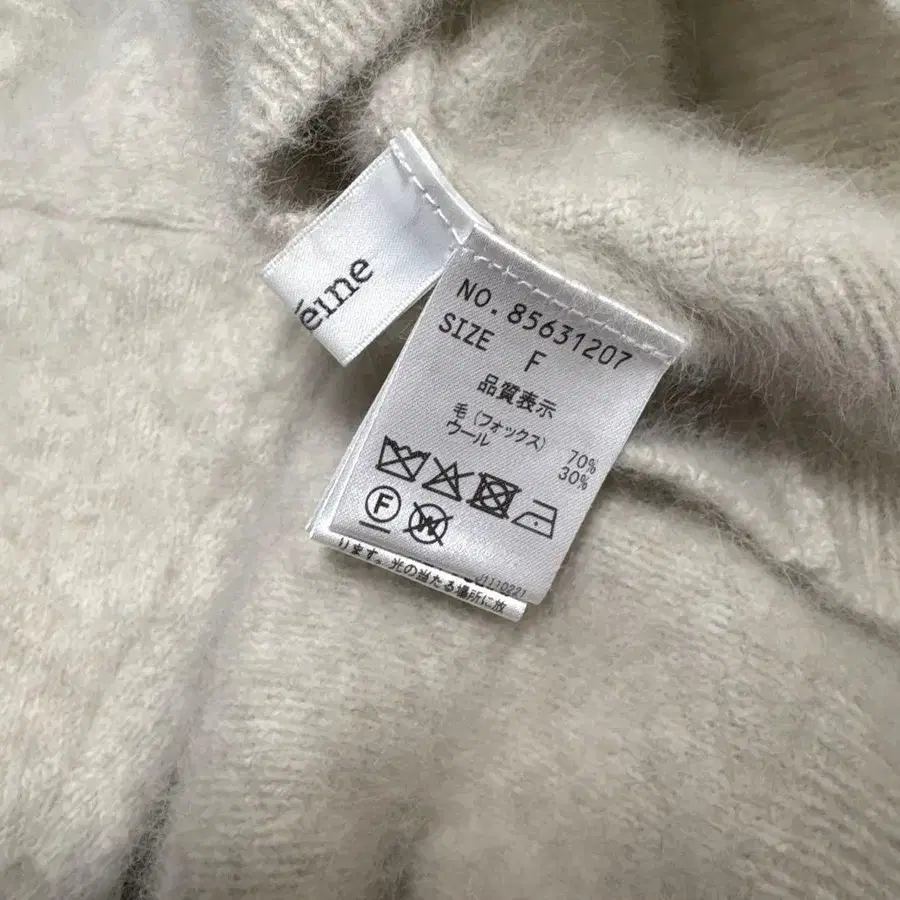 éine
NO.85631207
SIZE F
品質表示
毛(フォックス) 70%
ウール 30%
F W
ります。光の当たる場所に放